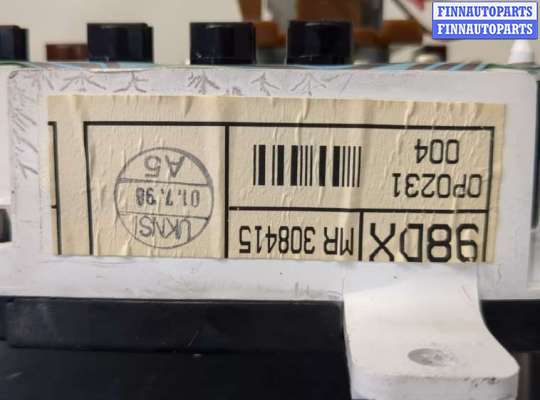 FINNAUTOPARTS
FINNAUTOPARTS
98DX
MR 308415
0P0231
004
UKNSI
01.7.98
A5